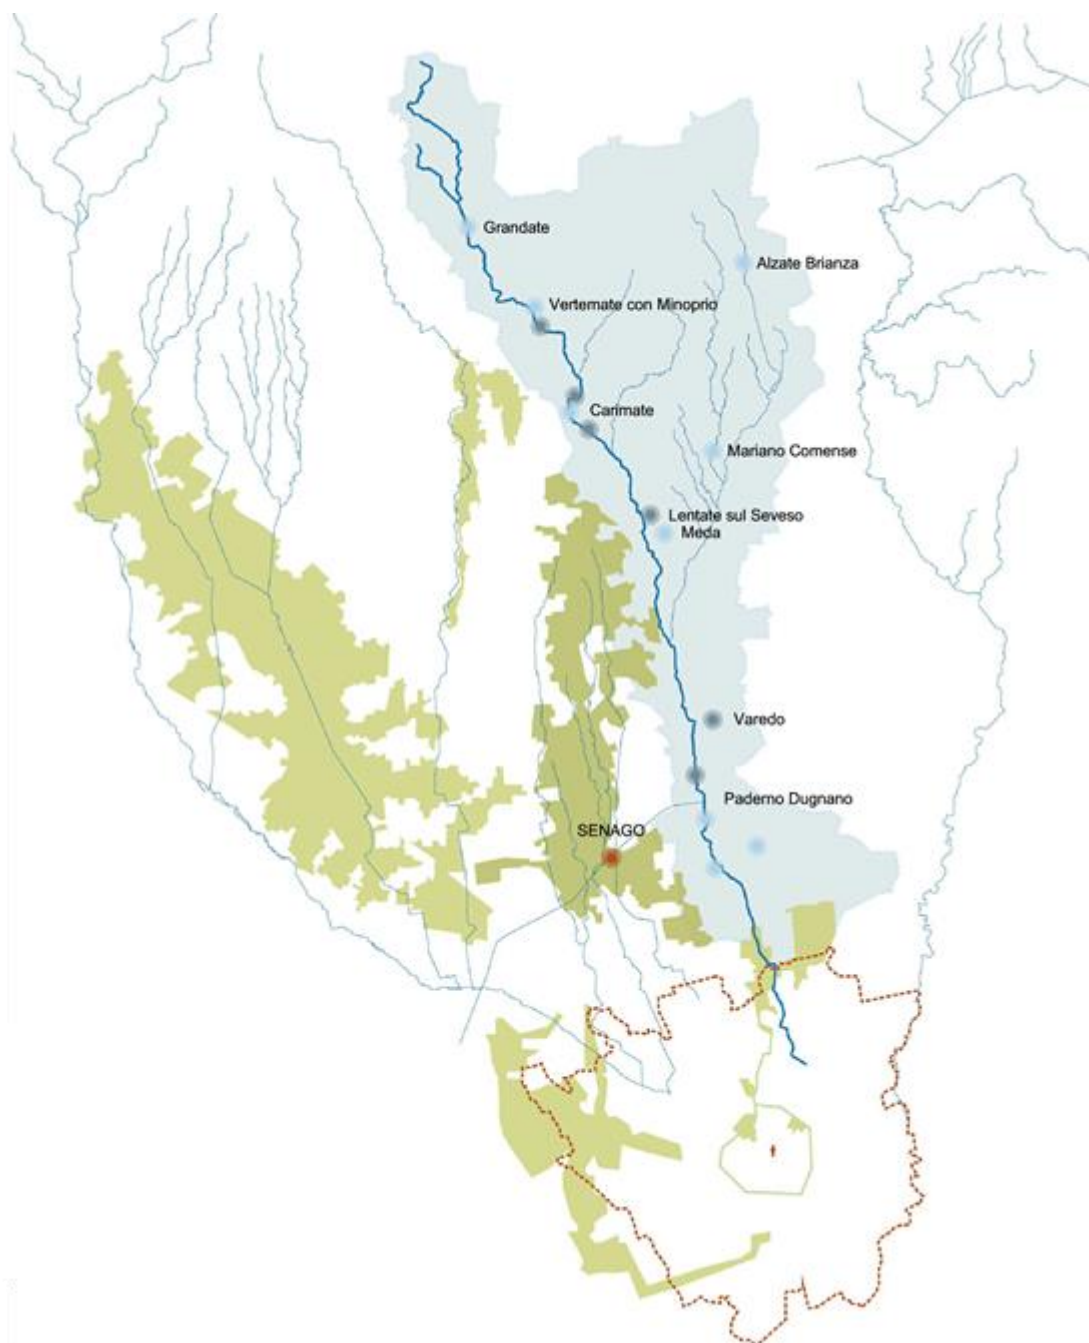 Grandate
Alzate Brianza
Vertemate con Minoprio
Carimate
Mariano Comense
Lentate sul Seveso
Meda
Varedo
Paderno Dugnano
SENAGO